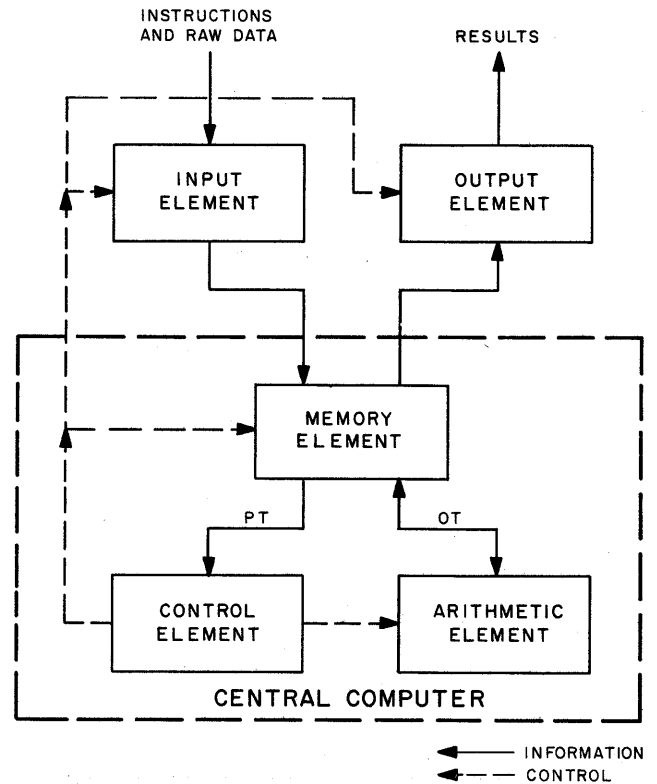 INSTRUCTIONS
AND RAW DATA
RESULTS
INPUT
ELEMENT
OUTPUT
ELEMENT
MEMORY
ELEMENT
PT
OT
CONTROL
ELEMENT
ARITHMETIC
ELEMENT
CENTRAL COMPUTER
INFORMATION
CONTROL